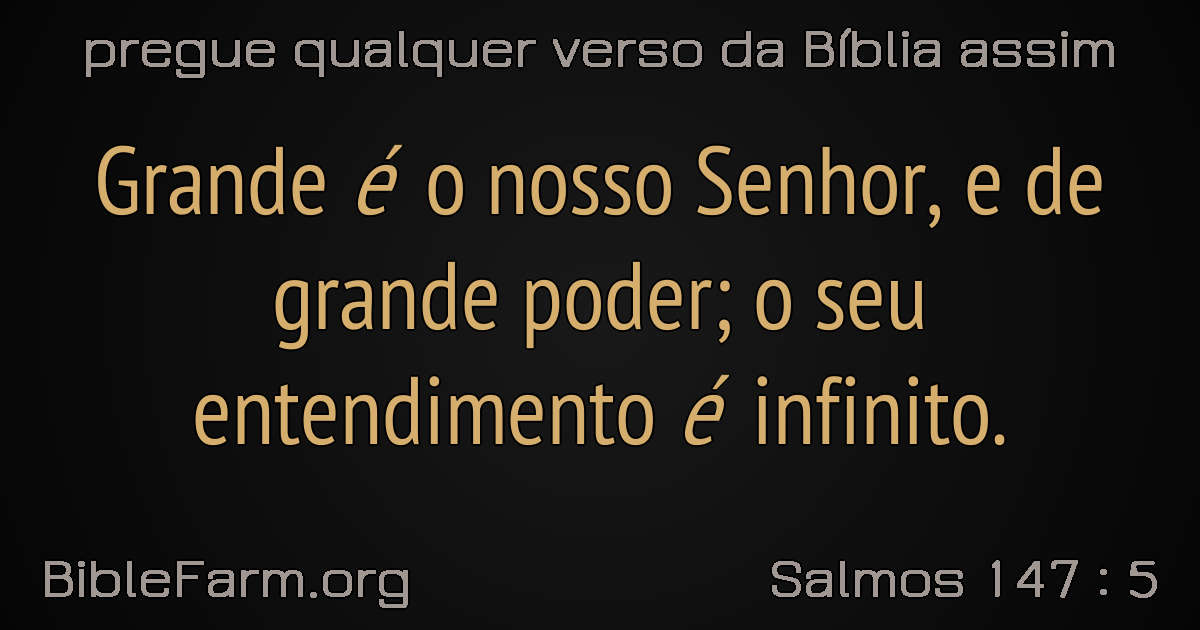 pregue qualquer verso da Bíblia assim
Grande é o nosso Senhor, e de
grande poder; o seu
entendimento é infinito.
BibleFarm.org
Salmos 147 : 5